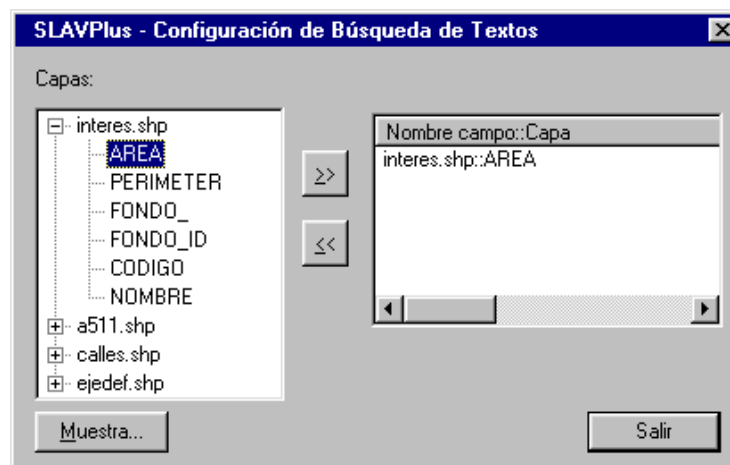 SLAVPlus - Configuración de Búsqueda de Textos
Capas:
interes.shp
AREA
PERIMETER
FONDO_
FONDO_ID
CODIGO
NOMBRE
a511.shp
calles.shp
ejedef.shp
>>
<<
Nombre campo::Capa
interes.shp::AREA
Muestra...
Salir